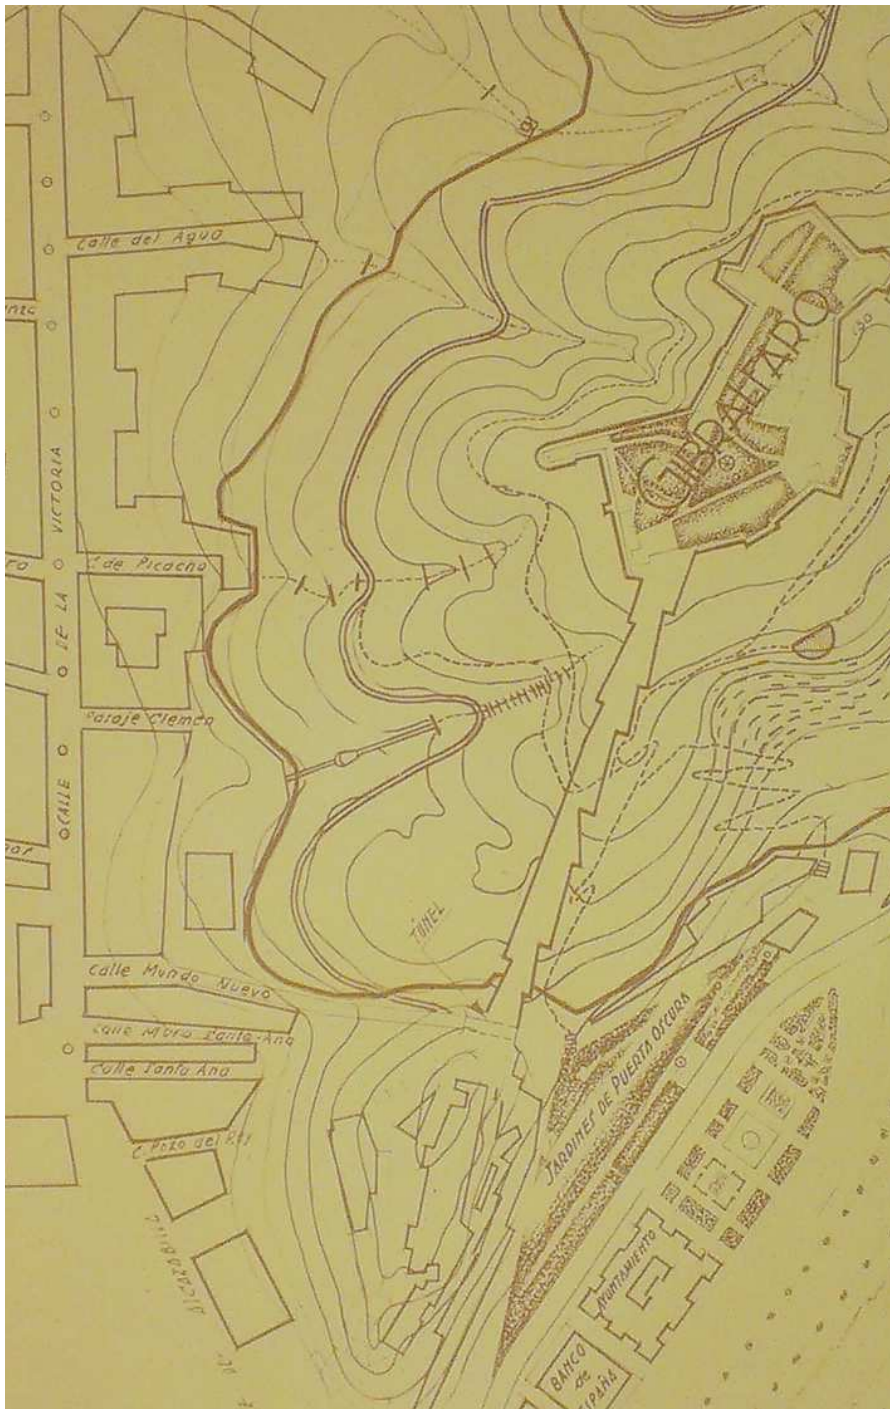 Calle del Agua
GIBRALFARO
130
CALLE DE LA VICTORIA
C. de Picacho
Pasaje Clemen
TÚNEL
Calle Mundo Nuevo
Calle Muro Santa-Ana
Calle Santa Ana
C. Pozo del Rey
JARDINES DE PUERTA OSCURA
AYUNTAMIENTO
BANCO
de
ESPAÑA